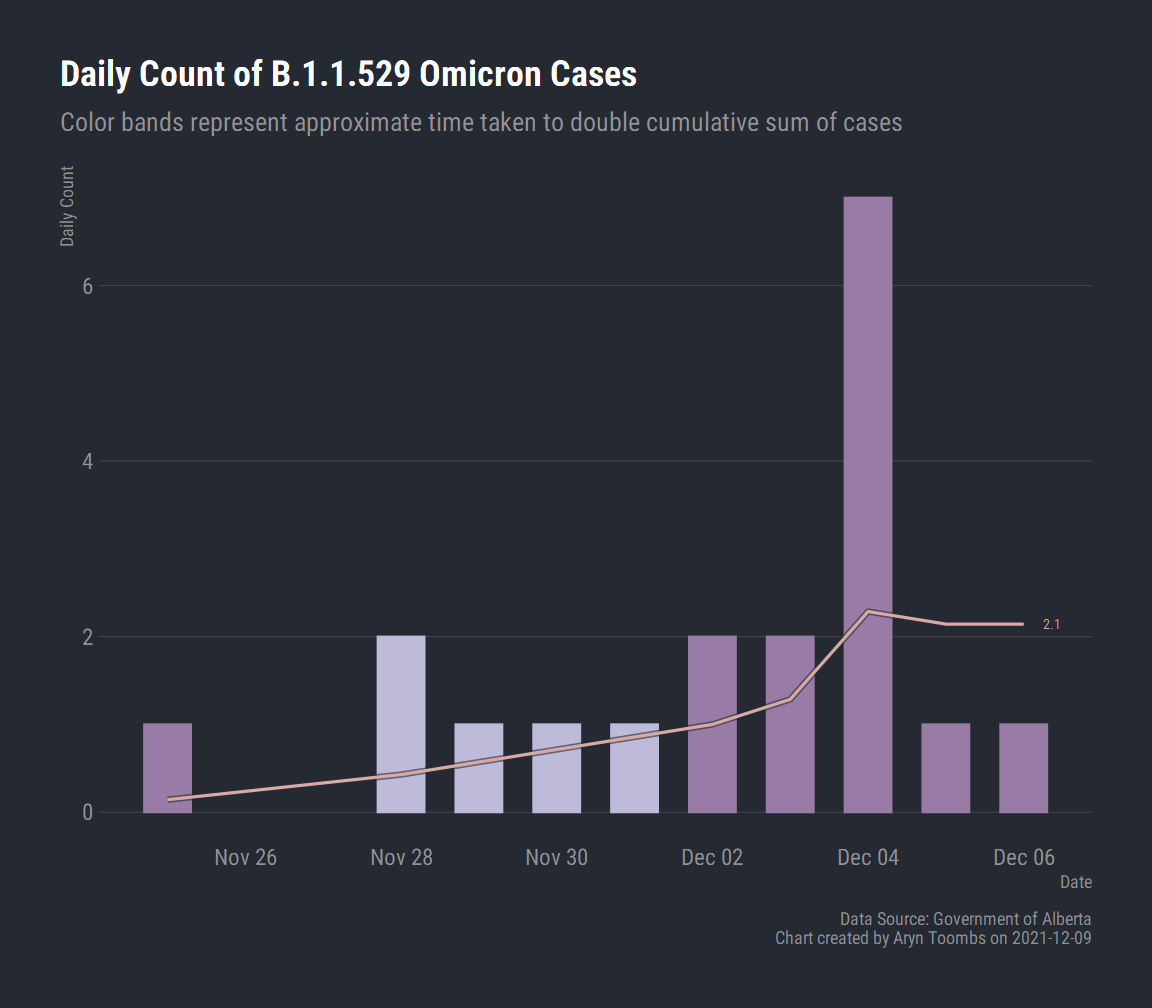 Daily Count of B.1.1.529 Omicron Cases
Color bands represent approximate time taken to double cumulative sum of cases
Daily Count
6
4
2
0
2.1
Nov 26 Nov 28 Nov 30 Dec 02 Dec 04 Dec 06
Date
Data Source: Government of Alberta
Chart created by Aryn Toombs on 2021-12-09